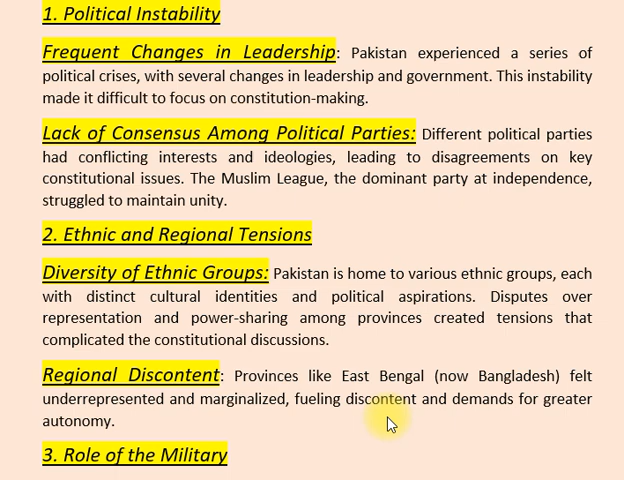 1. Political Instability
Frequent Changes in Leadership: Pakistan experienced a series of
political crises, with several changes in leadership and government. This instability
made it difficult to focus on constitution-making.
Lack of Consensus Among Political Parties: Different political parties
had conflicting interests and ideologies, leading to disagreements on key
constitutional issues. The Muslim League, the dominant party at independence,
struggled to maintain unity.
2. Ethnic and Regional Tensions
Diversity of Ethnic Groups: Pakistan is home to various ethnic groups, each
with distinct cultural identities and political aspirations. Disputes over
representation and power-sharing among provinces created tensions that
complicated the constitutional discussions.
Regional Discontent: Provinces like East Bengal (now Bangladesh) felt
underrepresented and marginalized, fueling discontent and demands for greater
autonomy.
3. Role of the Military